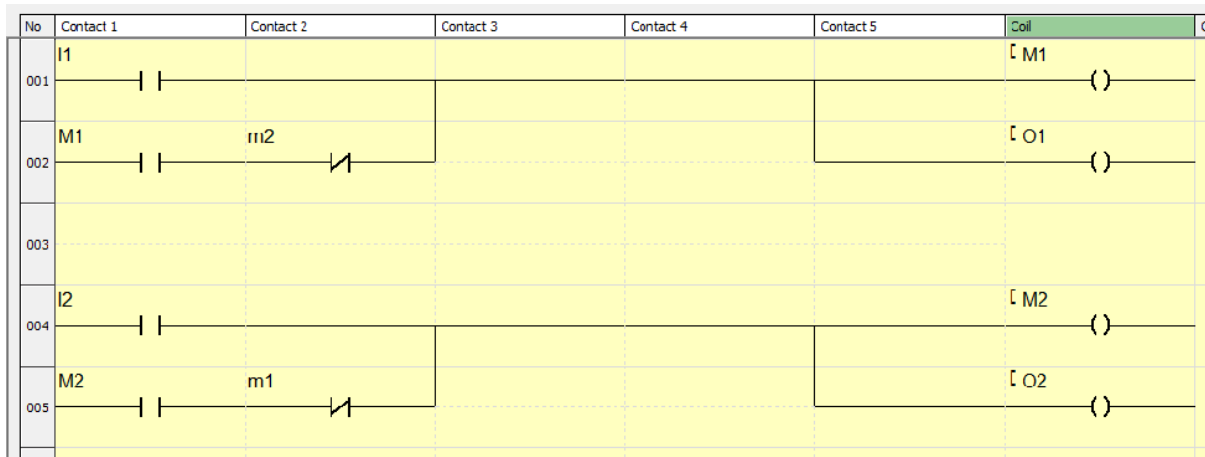 No Contact 1 Contact 2 Contact 3 Contact 4 Contact 5 Coil
I1 [ M1
001
M1 m2 [ O1
002
003
I2 [ M2
004
M2 m1 [ O2
005